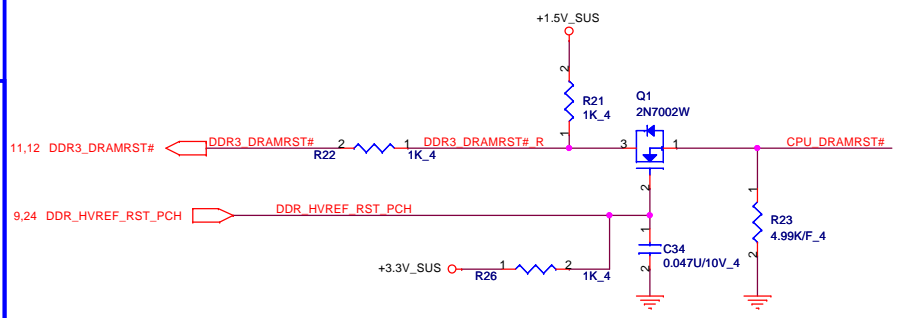 +1.5V_SUS
2
R21
1K_4
1
Q1
2N7002W
11,12 DDR3_DRAMRST#
DDR3_DRAMRST#
2
R22
1
1K_4
DDR3_DRAMRST#_R
3
1
CPU_DRAMRST#
2
9,24 DDR_HVREF_RST_PCH
DDR_HVREF_RST_PCH
1
C34
0.047U/10V_4
2
1
R23
4.99K/F_4
2
+3.3V_SUS
1
R26
2
1K_4